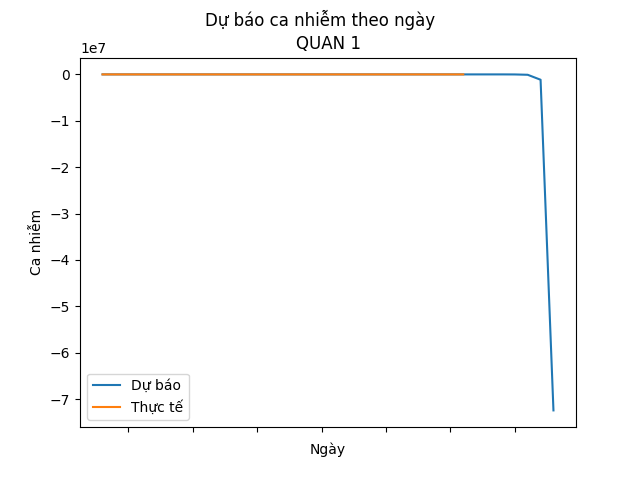 Dự báo ca nhiễm theo ngày
QUAN 1
1e7
0
−1
−2
−3
−4
−5
−6
−7
Ca nhiễm
Dự báo
Thực tế
Ngày